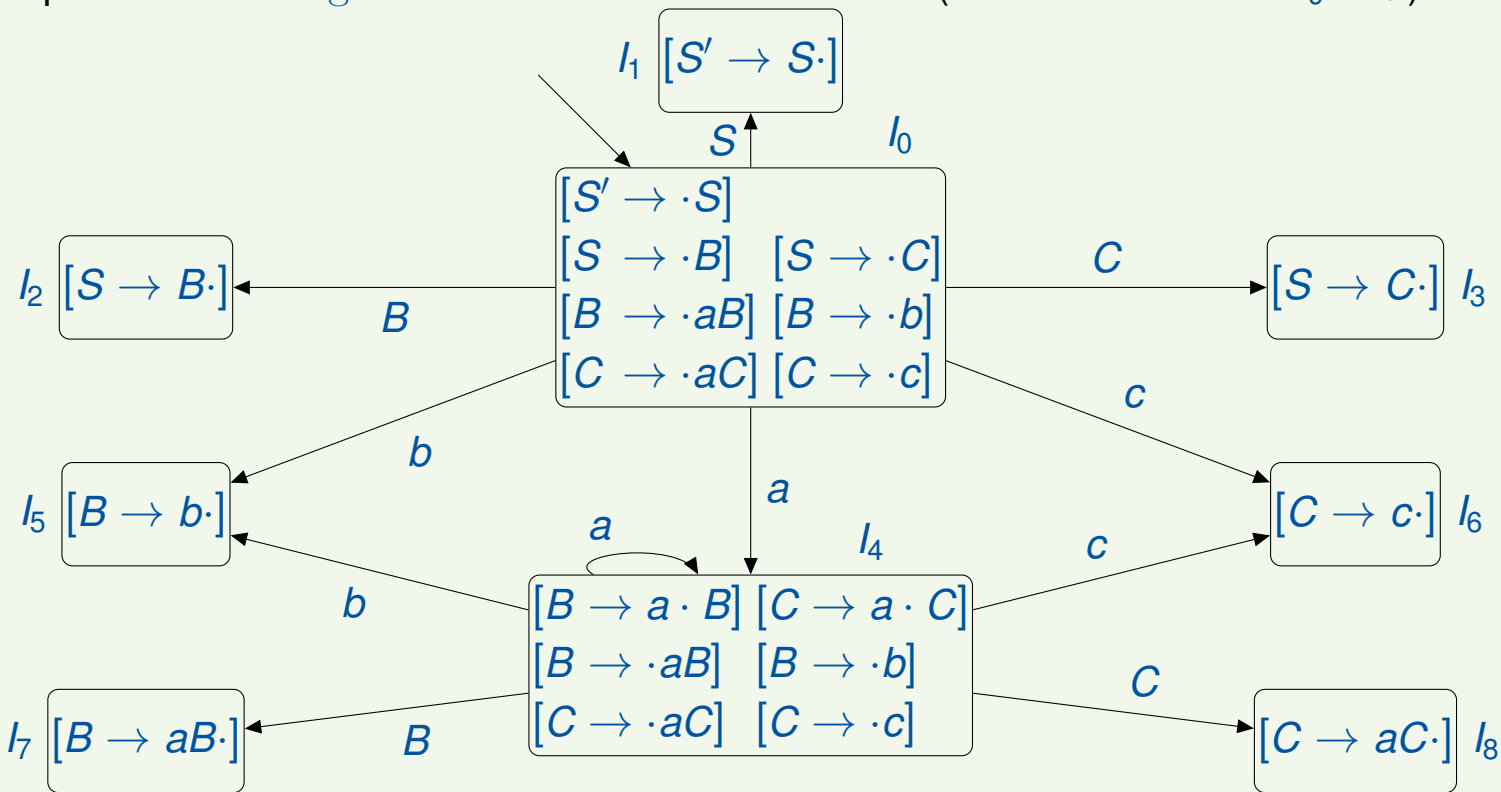 I₁ [S′ → S·]
S
I₀
[S′ → ·S]
[S → ·B] [S → ·C]
[B → ·aB] [B → ·b]
[C → ·aC] [C → ·c]
C
I₂ [S → B·]
B
[S → C·] I₃
b
c
a
I₅ [B → b·]
[C → c·] I₆
a
I₄
b
c
[B → a · B] [C → a · C]
[B → ·aB] [B → ·b]
[C → ·aC] [C → ·c]
B
C
I₇ [B → aB·]
[C → aC·] I₈